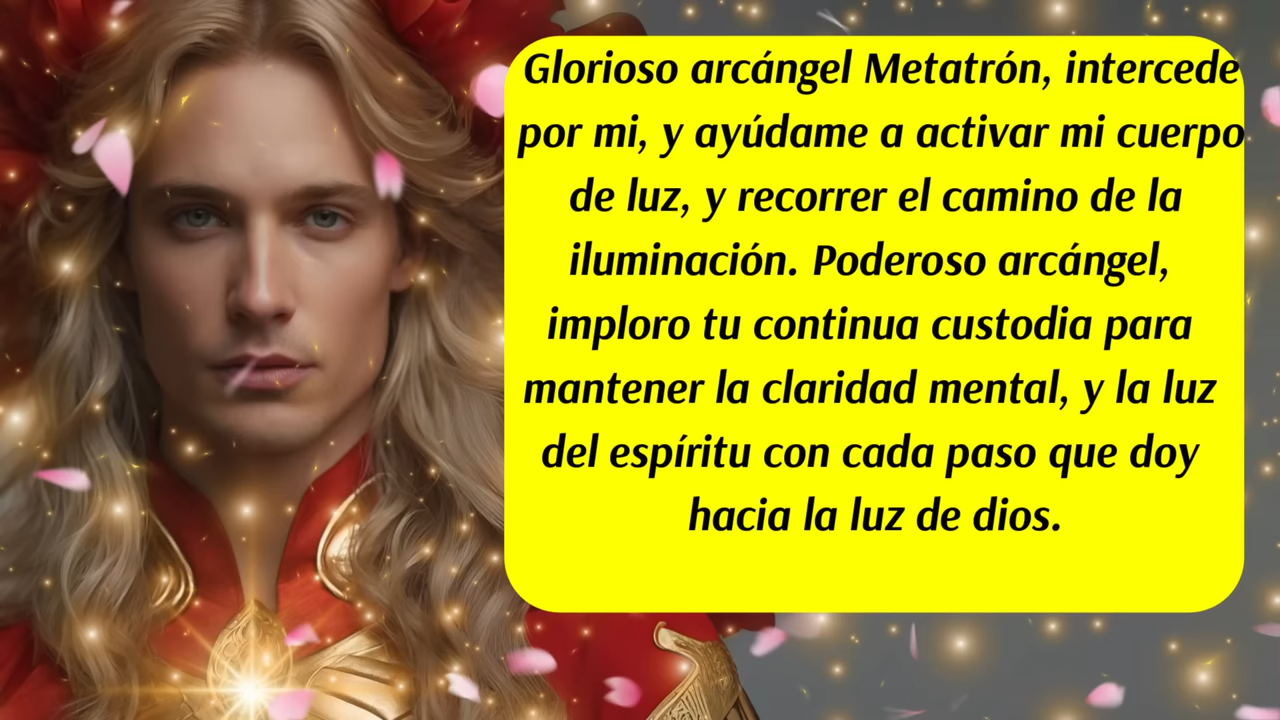 Glorioso arcángel Metatrón, intercede
por mi, y ayúdame a activar mi cuerpo
de luz, y recorrer el camino de la
iluminación. Poderoso arcángel,
imploro tu continua custodia para
mantener la claridad mental, y la luz
del espíritu con cada paso que doy
hacia la luz de dios.